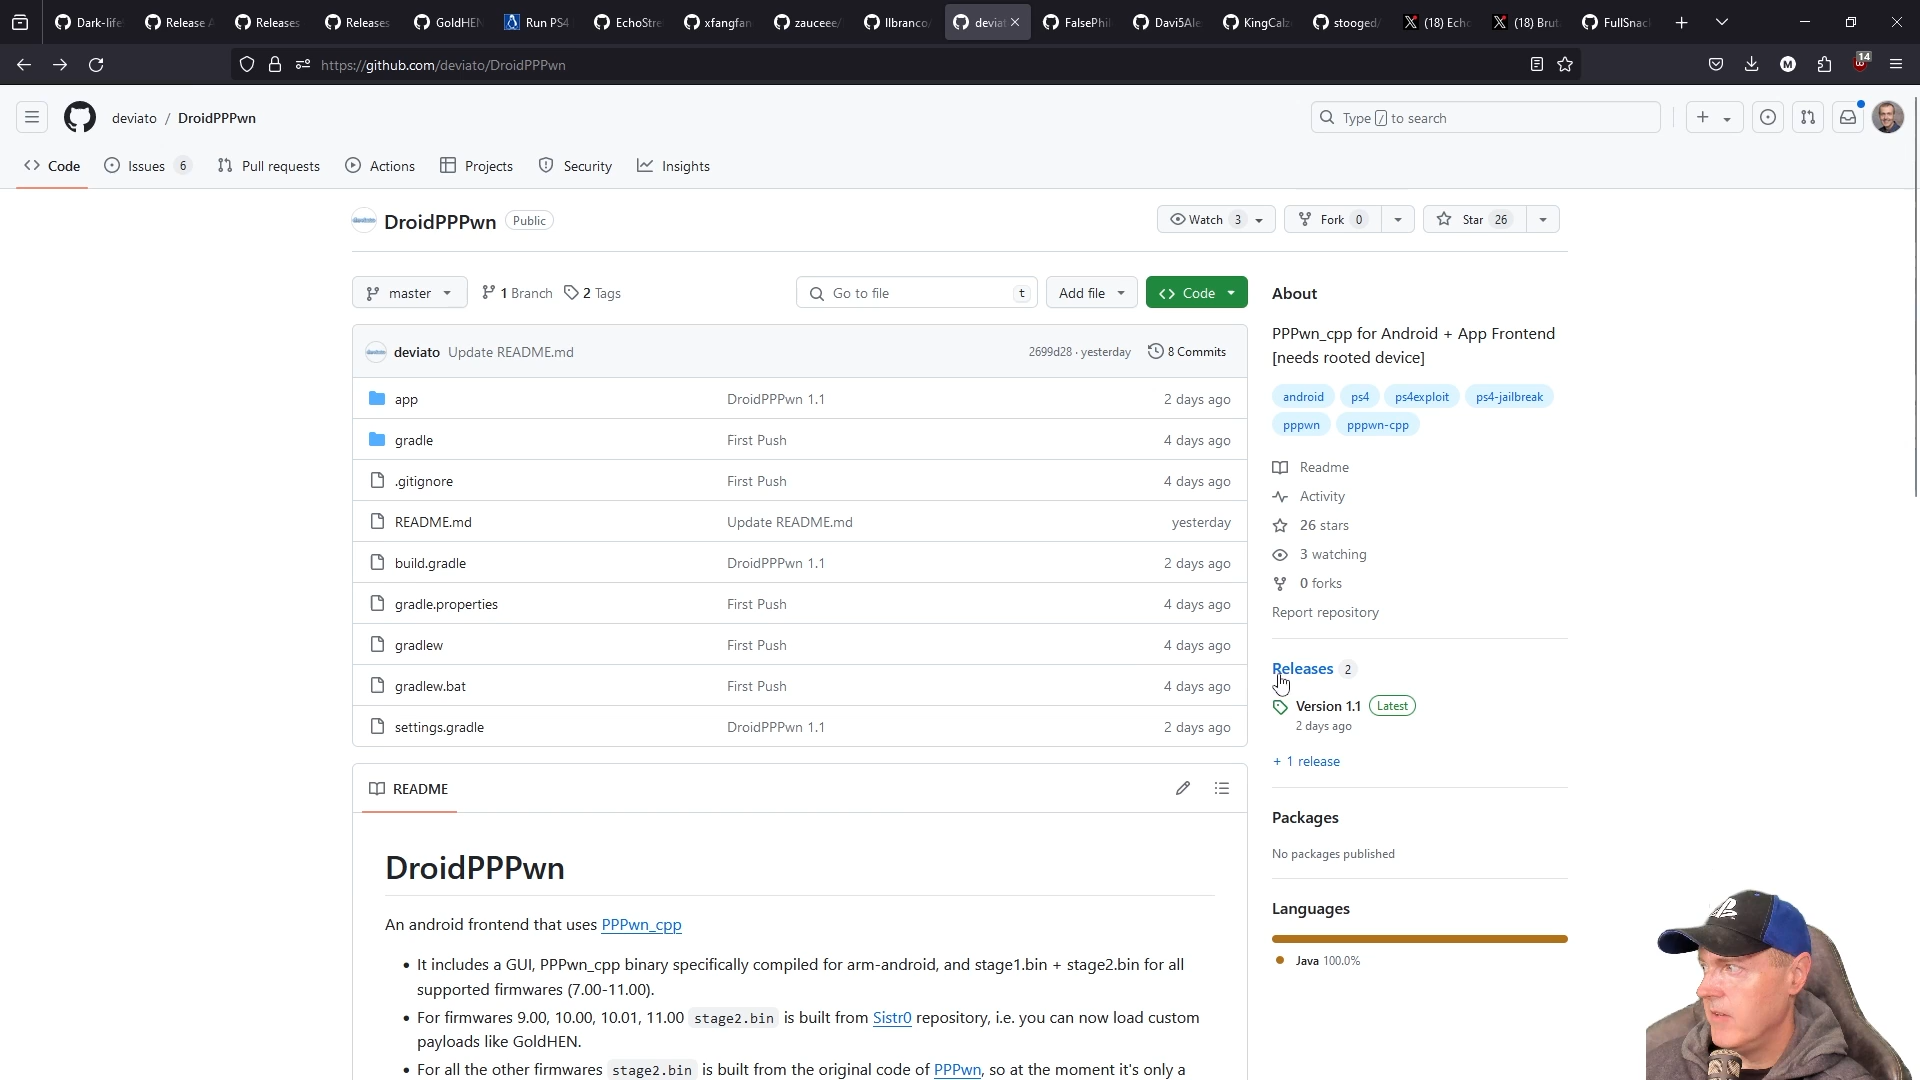 Dark-life
Release A
Releases
Releases
GoldHEN
Run PS4
EchoStre
xfangfan
zauceee/
llbranco/
deviat
FalsePhil
Davi5Ale
KingCalz
stooged/
(18) Echo
(18) Brut
FullSnac
https://github.com/deviato/DroidPPPwn
14
deviato / DroidPPPwn
Type / to search
Code
Issues 6
Pull requests
Actions
Projects
Security
Insights
DroidPPPwn Public
Watch 3
Fork 0
Star 26
master
1 Branch
2 Tags
Go to file t
Add file
Code
deviato Update README.md 2699d28 · yesterday 8 Commits
app DroidPPPwn 1.1 2 days ago
gradle First Push 4 days ago
.gitignore First Push 4 days ago
README.md Update README.md yesterday
build.gradle DroidPPPwn 1.1 2 days ago
gradle.properties First Push 4 days ago
gradlew First Push 4 days ago
gradlew.bat First Push 4 days ago
settings.gradle DroidPPPwn 1.1 2 days ago
README
DroidPPPwn
An android frontend that uses PPPwn_cpp
• It includes a GUI, PPPwn_cpp binary specifically compiled for arm-android, and stage1.bin + stage2.bin for all
supported firmwares (7.00-11.00).
• For firmwares 9.00, 10.00, 10.01, 11.00 stage2.bin is built from Sistr0 repository, i.e. you can now load custom
payloads like GoldHEN.
• For all the other firmwares stage2.bin is built from the original code of PPPwn, so at the moment it's only a
About
PPPwn_cpp for Android + App Frontend
[needs rooted device]
android ps4 ps4exploit ps4-jailbreak
pppwn pppwn-cpp
Readme
Activity
26 stars
3 watching
0 forks
Report repository
Releases 2
Version 1.1 Latest
2 days ago
+ 1 release
Packages
No packages published
Languages
Java 100.0%